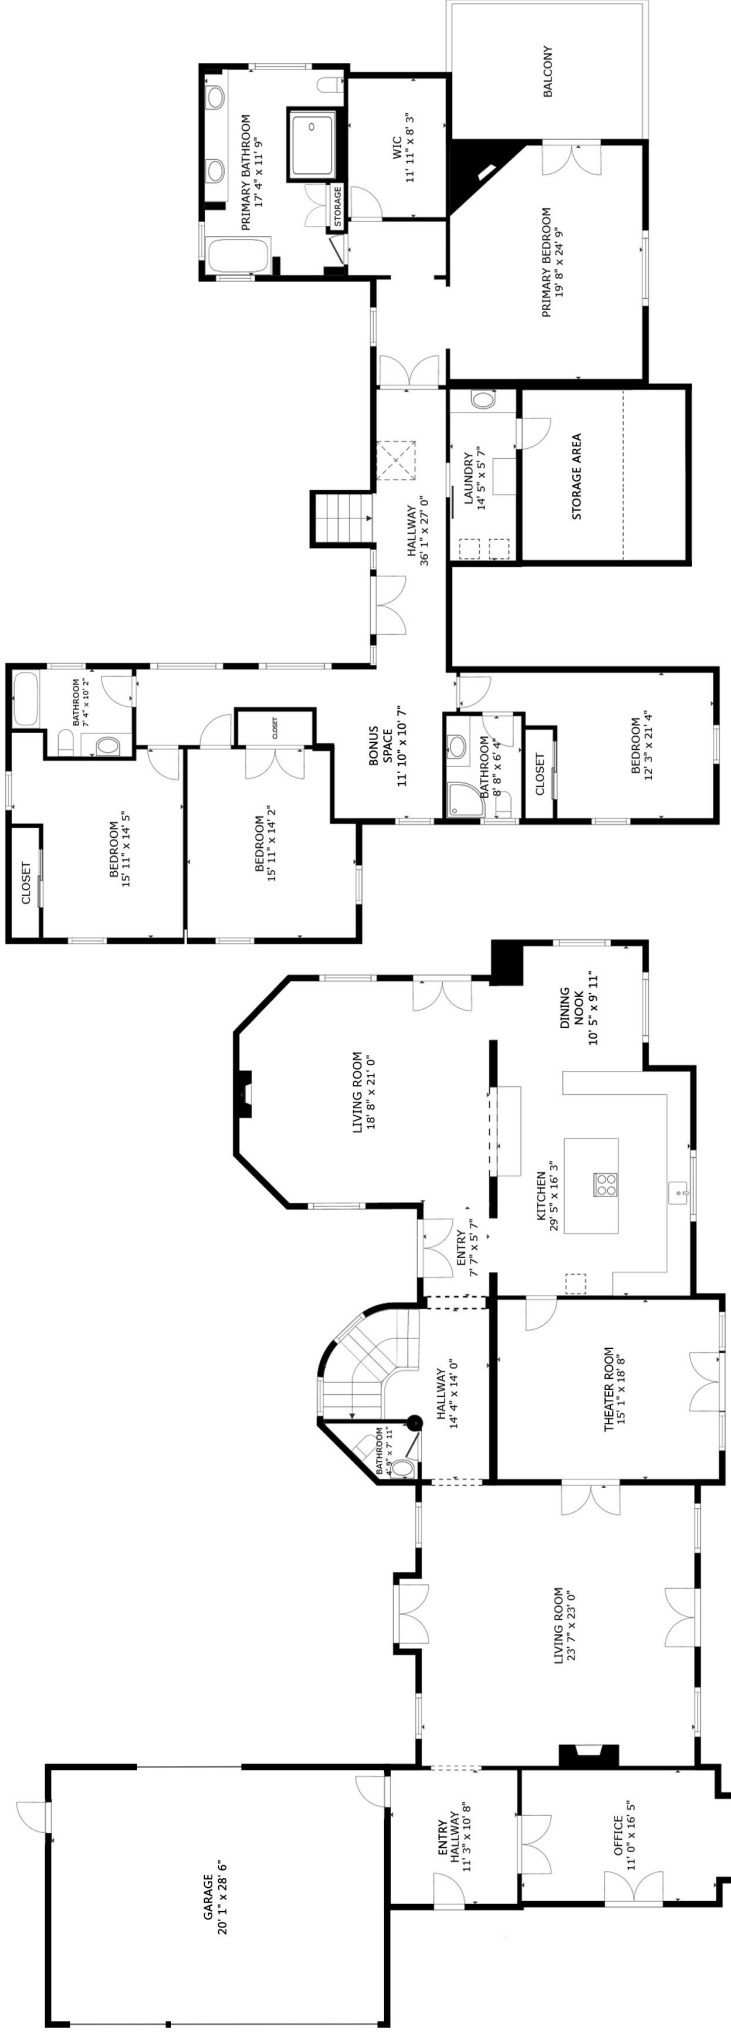 BALCONY
PRIMARY BATHROOM
17' 4" x 11' 9"
WIC
11' 11" x 8' 3"
STORAGE
PRIMARY BEDROOM
19' 8" x 24' 9"
HALLWAY
36' 1" x 27' 0"
LAUNDRY
14' 5" x 5' 7"
STORAGE AREA
BATHROOM
7' 4" x 10' 2"
CLOSET
BONUS
SPACE
11' 10" x 10' 7"
BATHROOM
8' 8" x 6' 4"
CLOSET
BEDROOM
12' 3" x 21' 4"
CLOSET
BEDROOM
15' 11" x 14' 5"
BEDROOM
15' 11" x 14' 2"
DINING
NOOK
10' 5" x 9' 11"
LIVING ROOM
18' 8" x 21' 0"
KITCHEN
29' 5" x 16' 3"
ENTRY
7' 7" x 5' 7"
HALLWAY
14' 4" x 14' 0"
BATHROOM
4' 9" x 7' 11"
THEATER ROOM
15' 1" x 18' 8"
LIVING ROOM
23' 7" x 23' 0"
GARAGE
20' 1" x 28' 6"
ENTRY
HALLWAY
11' 3" x 10' 8"
OFFICE
11' 0" x 16' 5"